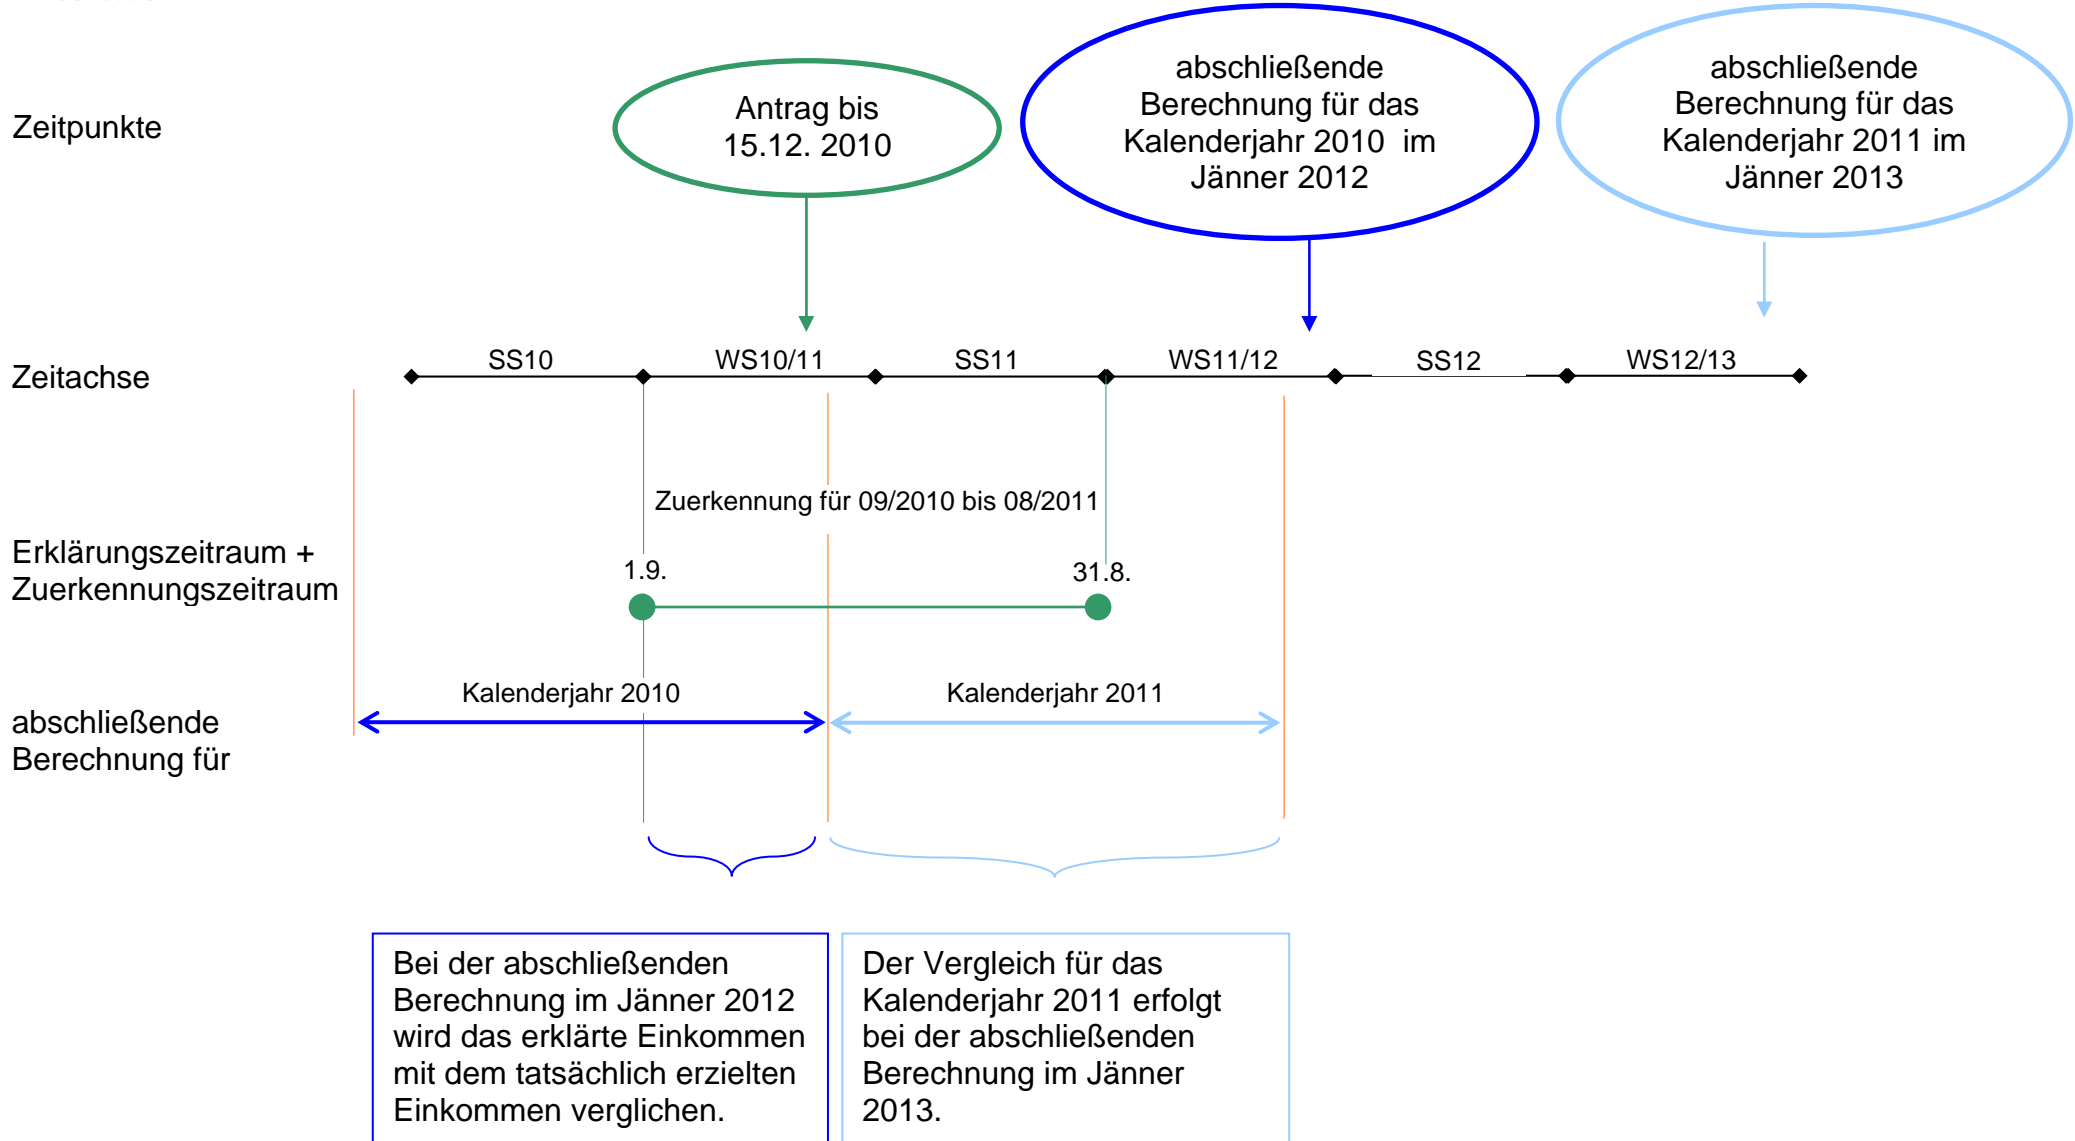 Zeitpunkte
Antrag bis
15.12. 2010
abschließende
Berechnung für das
Kalenderjahr 2010  im
Jänner 2012
abschließende
Berechnung für das
Kalenderjahr 2011 im
Jänner 2013
Zeitachse
SS10
WS10/11
SS11
WS11/12
SS12
WS12/13
Zuerkennung für 09/2010 bis 08/2011
Erklärungszeitraum +
Zuerkennungszeitraum
1.9.
31.8.
Kalenderjahr 2010
Kalenderjahr 2011
abschließende
Berechnung für
Bei der abschließenden
Berechnung im Jänner 2012
wird das erklärte Einkommen
mit dem tatsächlich erzielten
Einkommen verglichen.
Der Vergleich für das
Kalenderjahr 2011 erfolgt
bei der abschließenden
Berechnung im Jänner
2013.